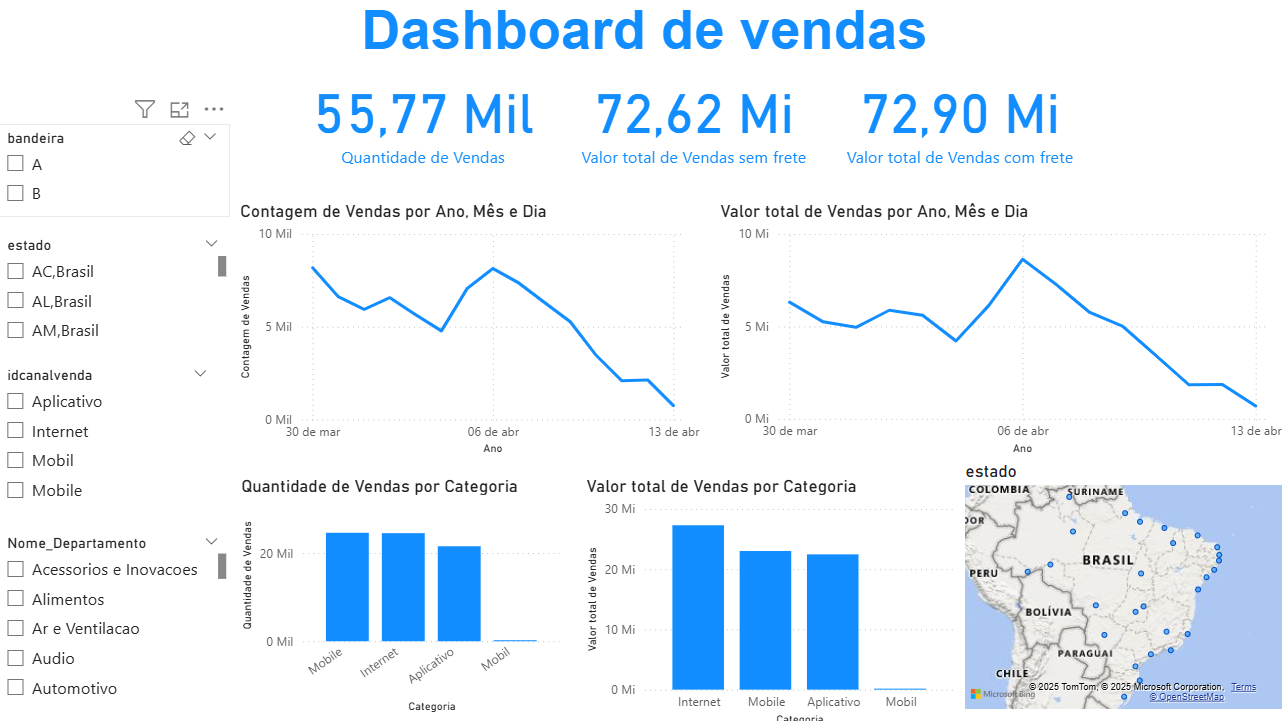 Dashboard de vendas
55,77 Mil
Quantidade de Vendas
72,62 Mi
Valor total de Vendas sem frete
72,90 Mi
Valor total de Vendas com frete
bandeira
A
B
estado
AC,Brasil
AL,Brasil
AM,Brasil
idcanalvenda
Aplicativo
Internet
Mobil
Mobile
Nome_Departamento
Acessorios e Inovacoes
Alimentos
Ar e Ventilacao
Audio
Automotivo
Contagem de Vendas por Ano, Mês e Dia
Contagem de Vendas
10 Mil
5 Mil
0 Mil
30 de mar
06 de abr
13 de abr
Ano
Valor total de Vendas por Ano, Mês e Dia
Valor total de Vendas
10 Mi
5 Mi
0 Mi
30 de mar
06 de abr
13 de abr
Ano
Quantidade de Vendas por Categoria
Quantidade de Vendas
20 Mil
0 Mil
Mobile
Internet
Aplicativo
Mobil
Categoria
Valor total de Vendas por Categoria
Valor total de Vendas
30 Mi
20 Mi
10 Mi
0 Mi
Internet
Mobile
Aplicativo
Mobil
Categoria
estado
COLOMBIA
SURINAME
DOR
BRASIL
PERU
BOLÍVIA
PARAGUAI
CHILE
Microsoft Bing
© 2025 TomTom, © 2025 Microsoft Corporation,
Terms
© OpenStreetMap